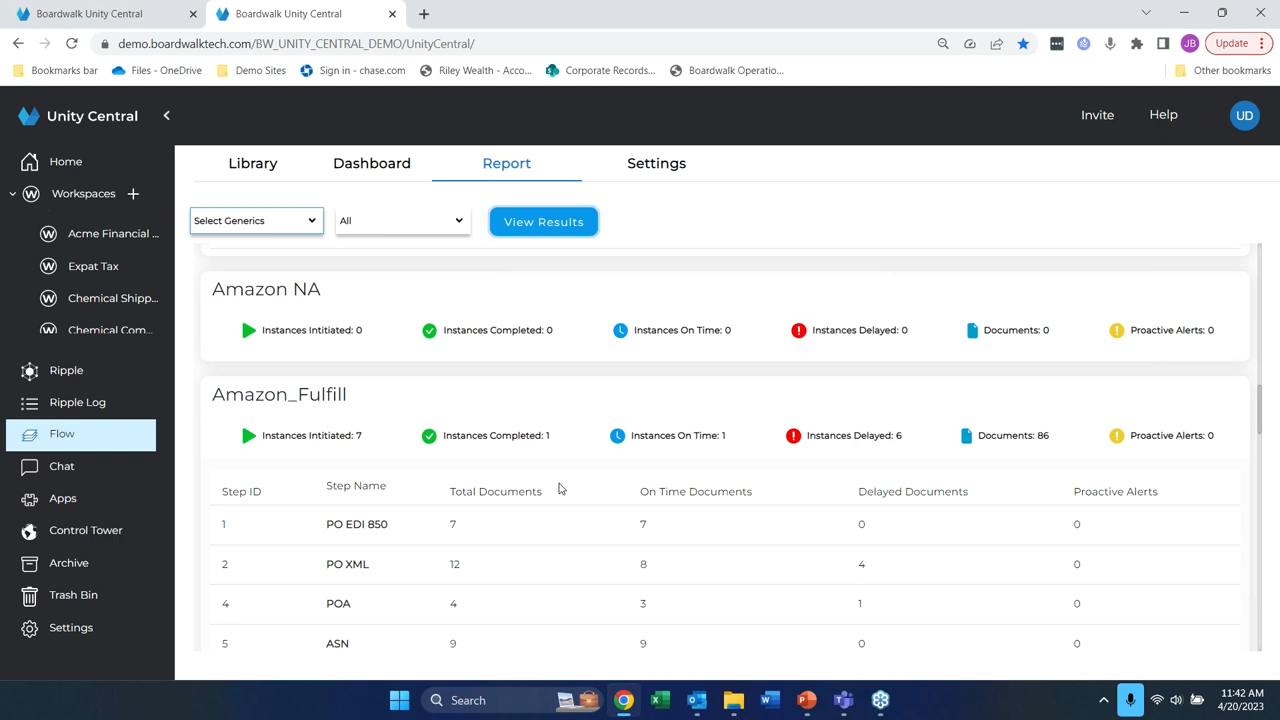 Boardwalk Unity Central
Boardwalk Unity Central
demo.boardwalktech.com/BW_UNITY_CENTRAL_DEMO/UnityCentral/
JB
Update
Bookmarks bar
Files - OneDrive
Demo Sites
Sign in - chase.com
Riley Wealth - Acco...
Corporate Records...
Boardwalk Operatio...
Other bookmarks
Unity Central
Invite
Help
UD
Home
Workspaces
W
Acme Financial ...
W
Expat Tax
W
Chemical Shipp...
W
Chemical Com...
W
Ripple
Ripple Log
Flow
Chat
Apps
Control Tower
Archive
Trash Bin
Settings
Library
Dashboard
Report
Settings
Select Generics
All
View Results
Amazon NA
Instances Intitiated: 0
Instances Completed: 0
Instances On Time: 0
Instances Delayed: 0
Documents: 0
Proactive Alerts: 0
Amazon_Fulfill
Instances Intitiated: 7
Instances Completed: 1
Instances On Time: 1
Instances Delayed: 6
Documents: 86
Proactive Alerts: 0
Step ID Step Name Total Documents On Time Documents Delayed Documents Proactive Alerts
1 PO EDI 850 7 7 0 0
2 PO XML 12 8 4 0
4 POA 4 3 1 0
5 ASN 9 9 0 0
Search
11:42 AM
4/20/2023